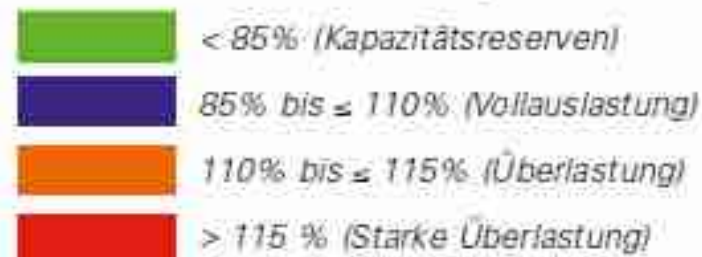 < 85% (Kapazitätsreserven)
85% bis ≤ 110% (Vollauslastung)
110% bis ≤ 115% (Überlastung)
> 115 % (Starke Überlastung)